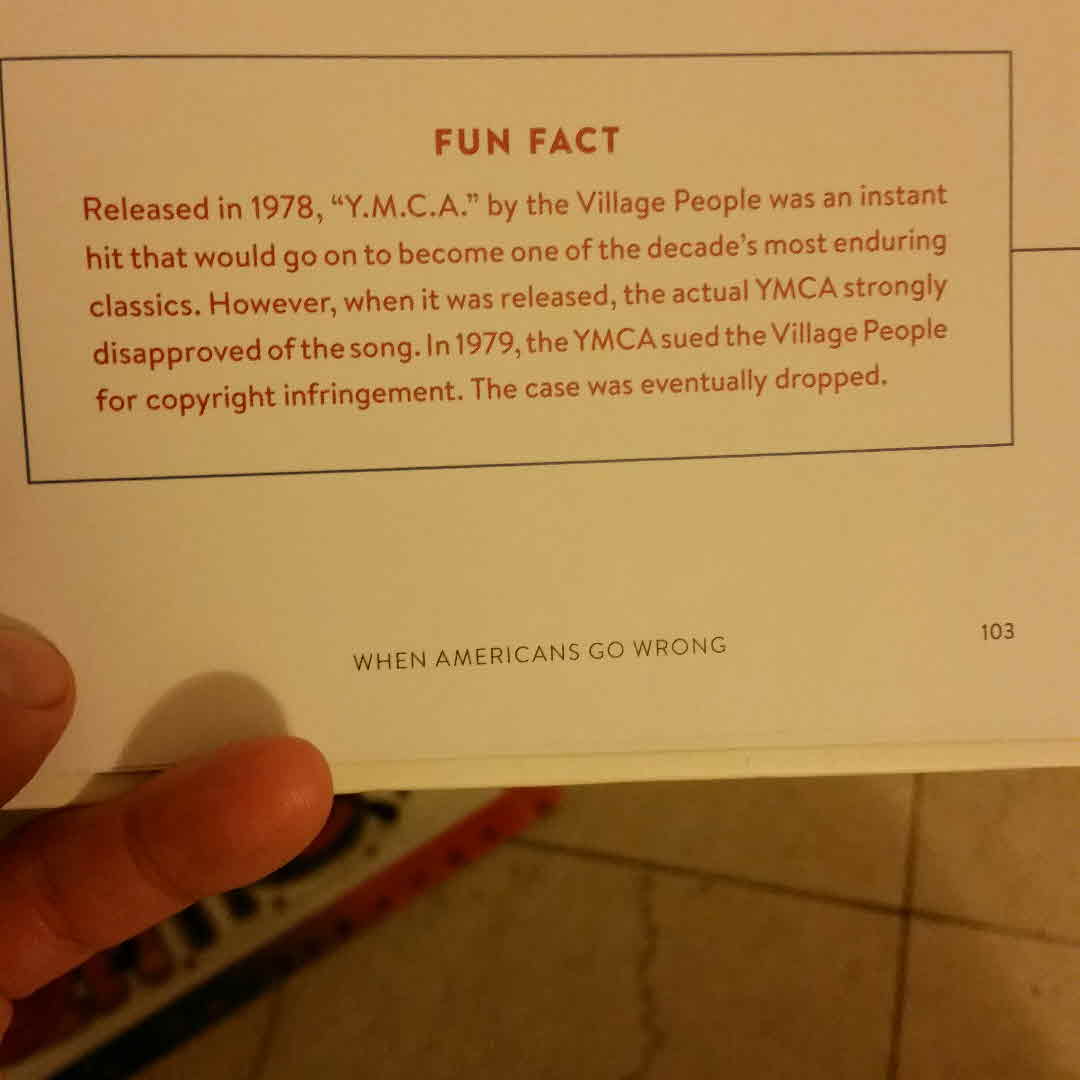 FUN FACT
Released in 1978, “Y.M.C.A.” by the Village People was an instant
hit that would go on to become one of the decade’s most enduring
classics. However, when it was released, the actual YMCA strongly
disapproved of the song. In 1979, the YMCA sued the Village People
for copyright infringement. The case was eventually dropped.
WHEN AMERICANS GO WRONG
103